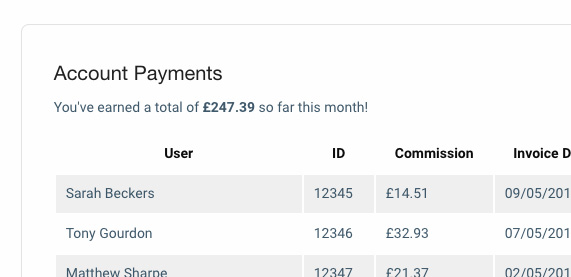 Account Payments
You've earned a total of £247.39 so far this month!
User ID Commission Invoice D
Sarah Beckers 12345 £14.51 09/05/201
Tony Gourdon 12346 £32.93 07/05/201
Matthew Sharpe 12347 £21.37 02/05/201